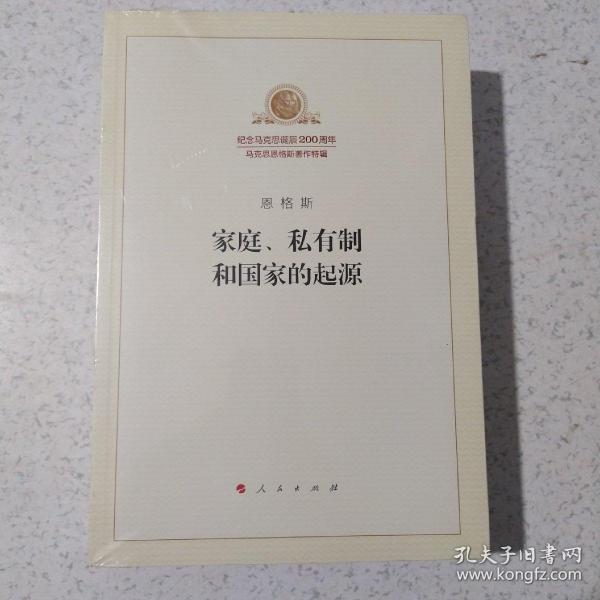 纪念马克思诞辰200周年
马克思恩格斯著作特辑
恩格斯
家庭、私有制
和国家的起源
人民出版社
孔夫子旧书网
www.kongfz.com